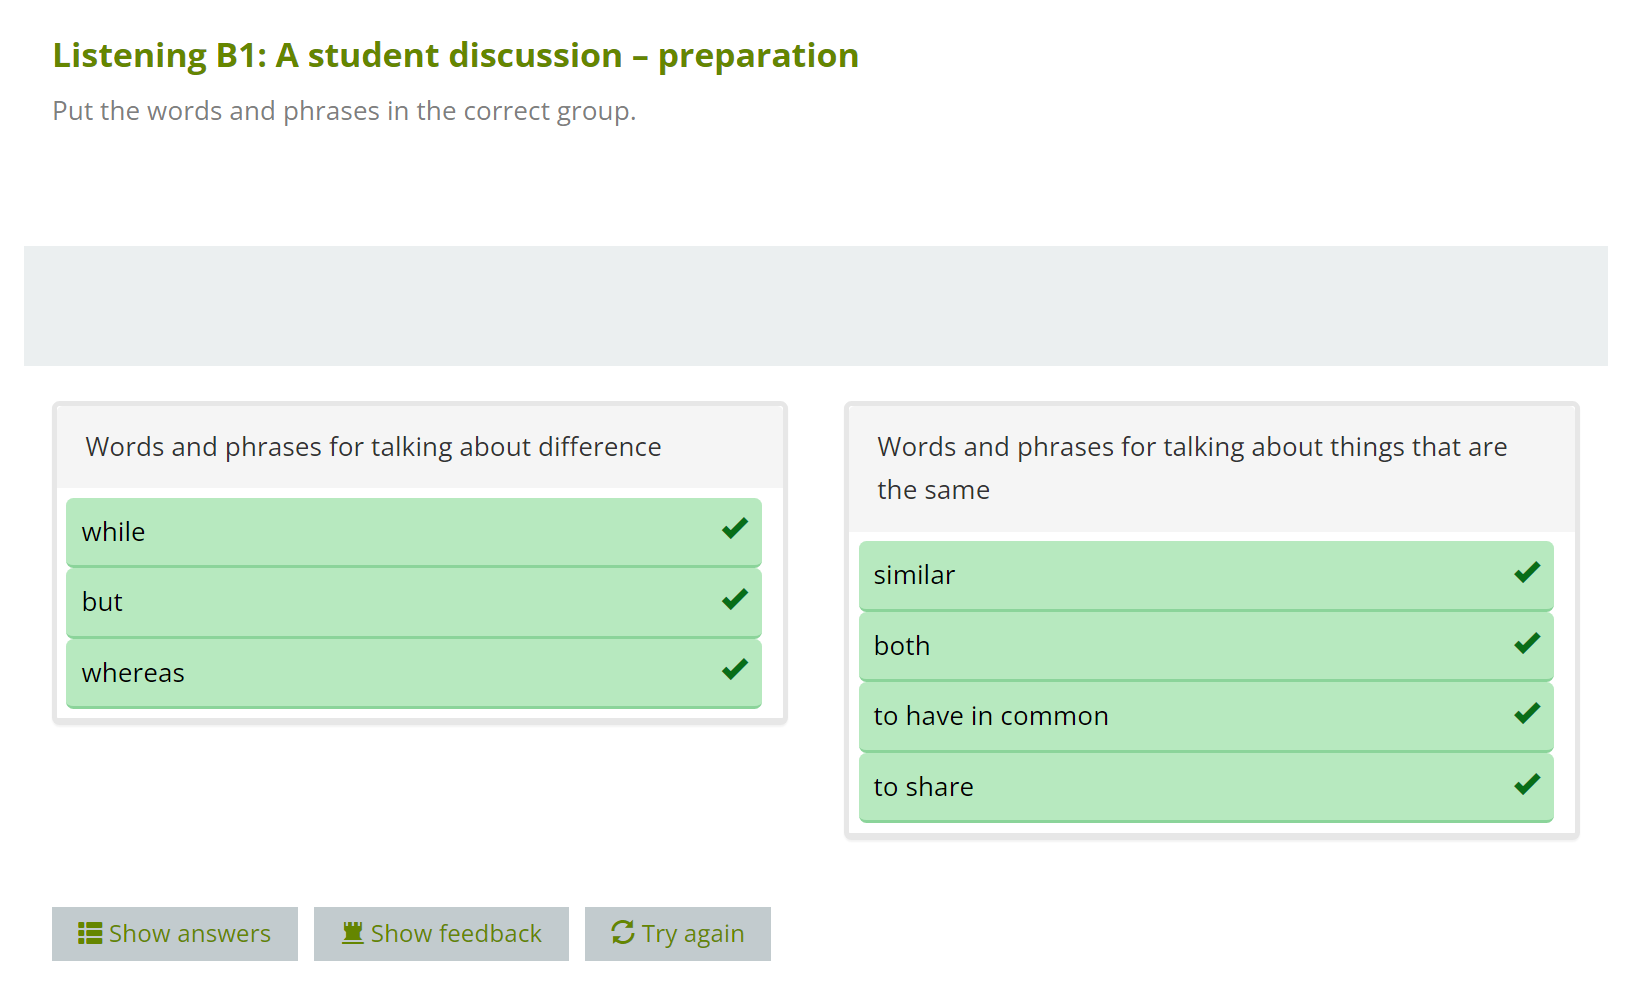 Listening B1: A student discussion – preparation
Put the words and phrases in the correct group.
Words and phrases for talking about difference
while
but
whereas
Words and phrases for talking about things that are
the same
similar
both
to have in common
to share
Show answers
Show feedback
Try again